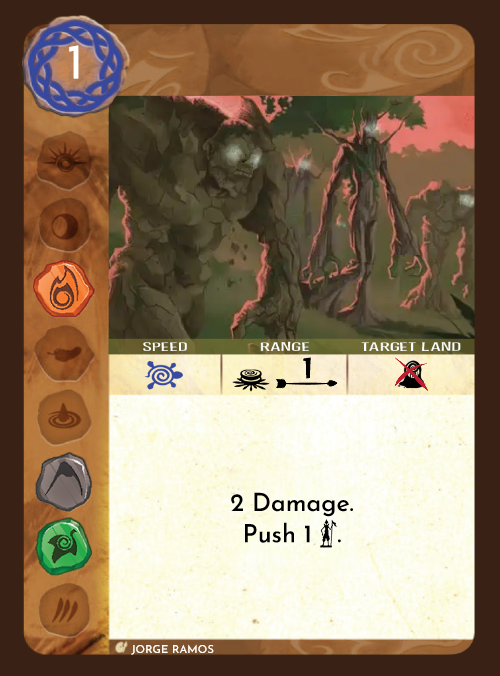 1
SPEED RANGE TARGET LAND
1
2 Damage.
Push 1 .
JORGE RAMOS